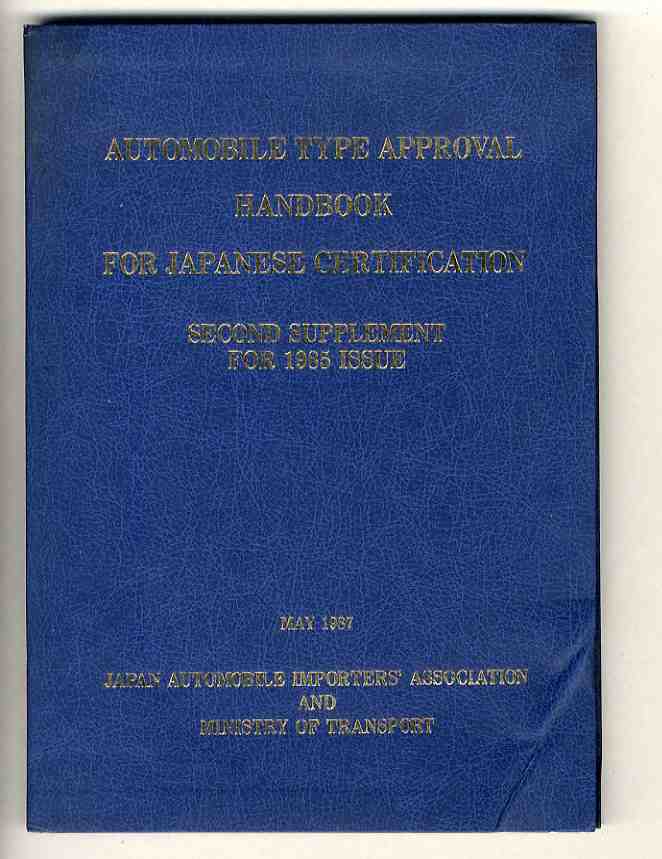 AUTOMOBILE TYPE APPROVAL
HANDBOOK
FOR JAPANESE CERTIFICATION
SECOND SUPPLEMENT
FOR 1985 ISSUE
MAY 1987
JAPAN AUTOMOBILE IMPORTERS' ASSOCIATION
AND
MINISTRY OF TRANSPORT